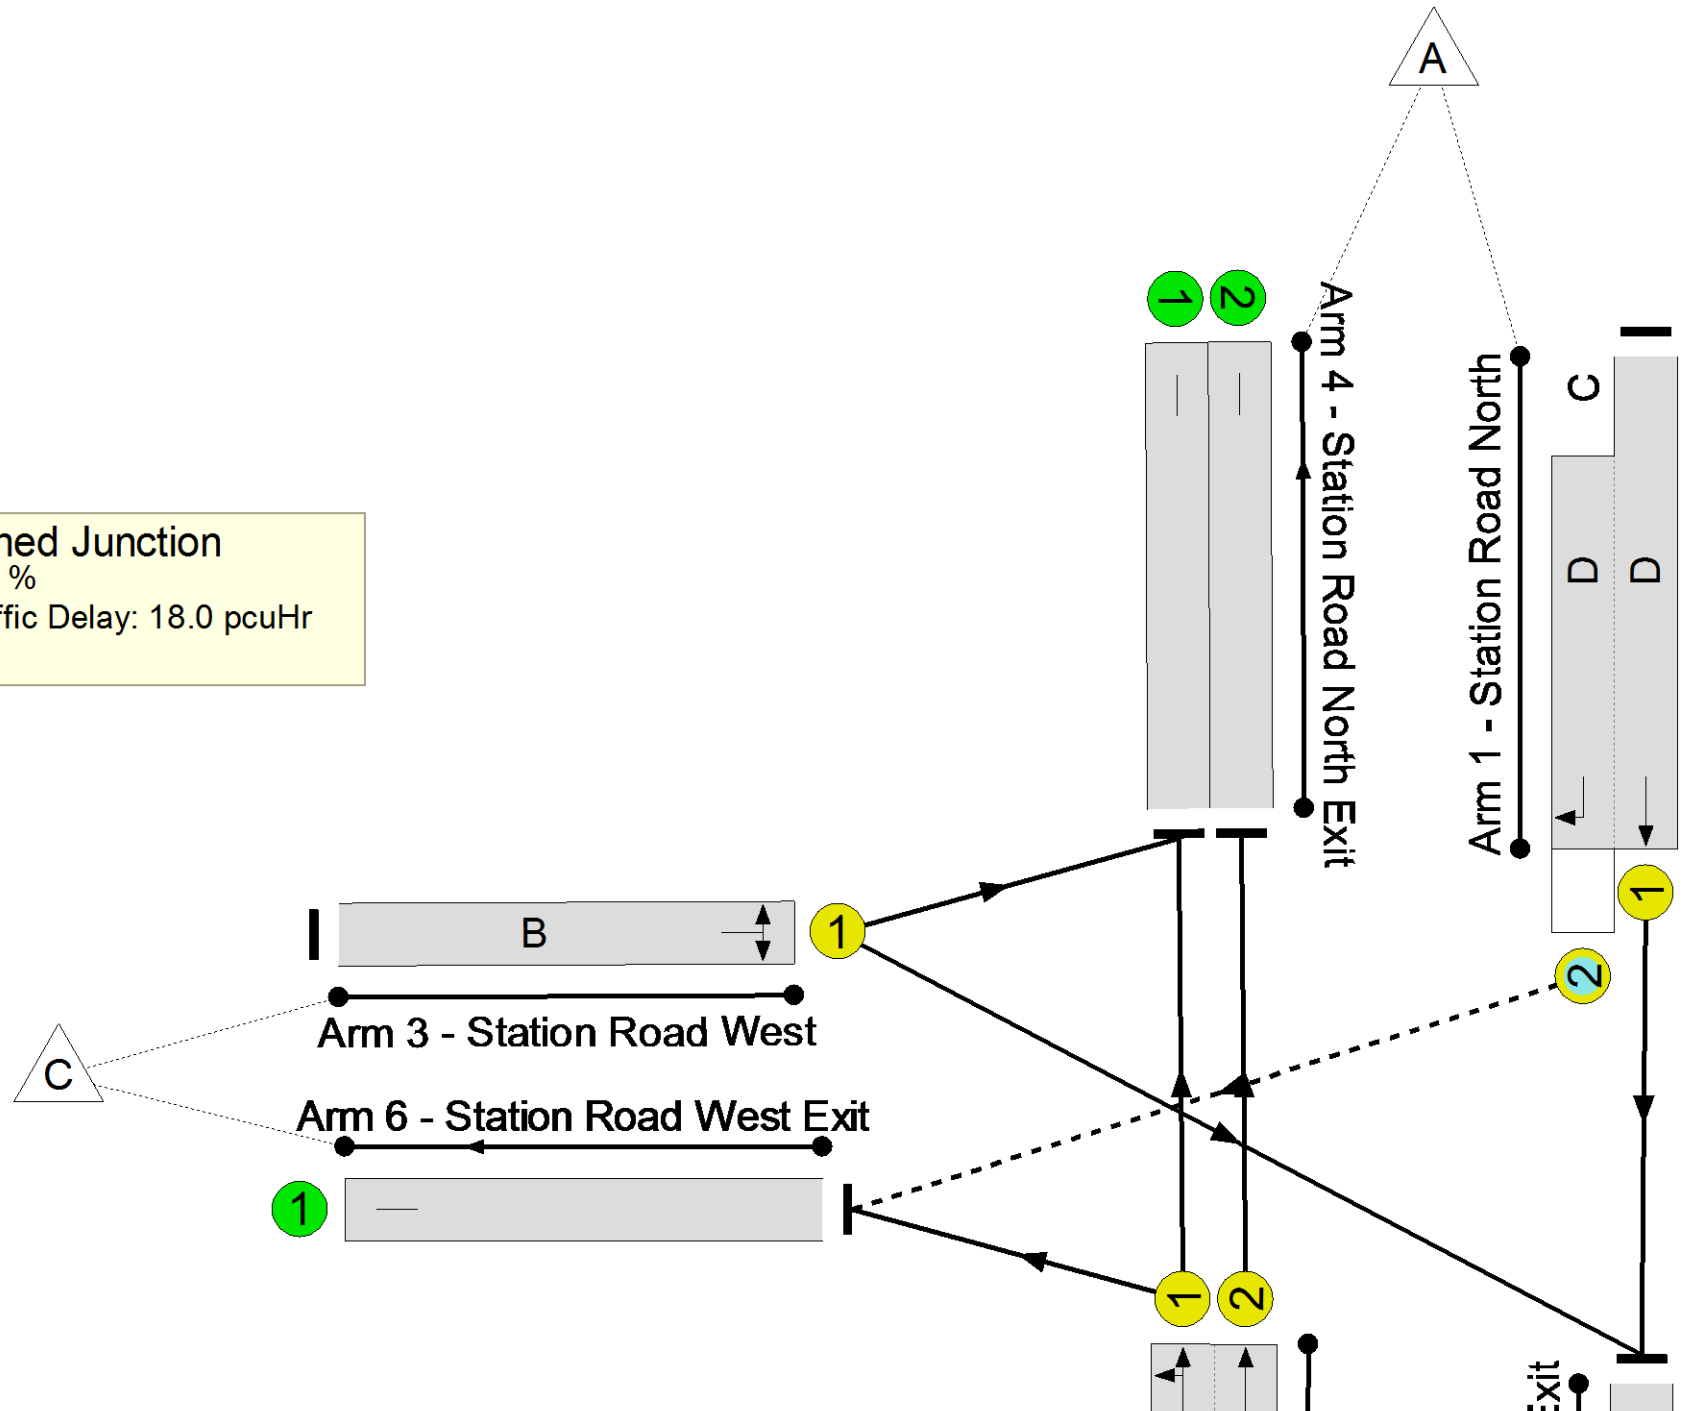 A
1
2
Arm 4 - Station Road North Exit
Arm 1 - Station Road North
C
D
D
ned Junction
%
ffic Delay: 18.0 pcuHr
B
1
1
2
Arm 3 - Station Road West
C
Arm 6 - Station Road West Exit
1
1
2
Exit